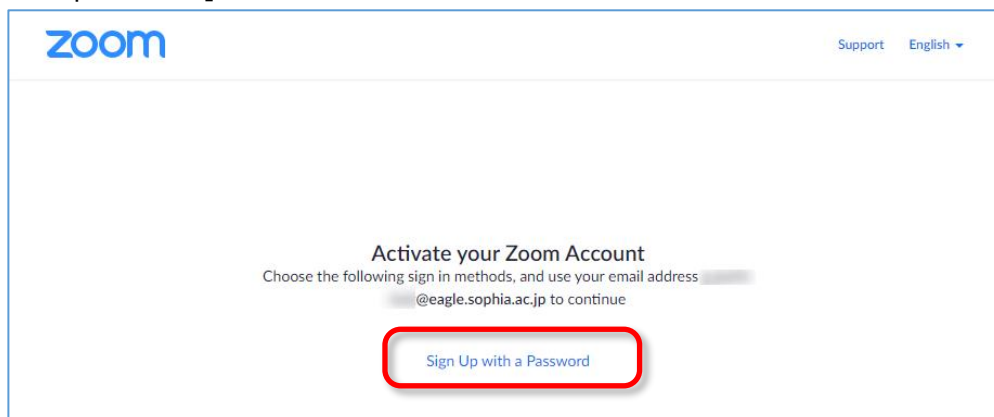 zoom
Support English
Activate your Zoom Account
Choose the following sign in methods, and use your email address
@eagle.sophia.ac.jp to continue
Sign Up with a Password